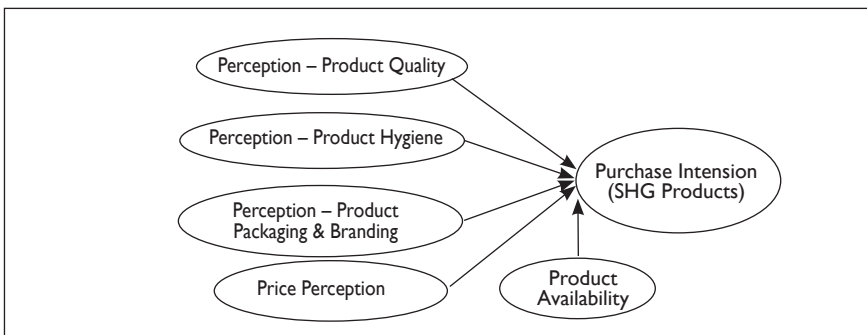 Perception – Product Quality
Perception – Product Hygiene
Perception – Product
Packaging & Branding
Price Perception
Purchase Intension
(SHG Products)
Product
Availability